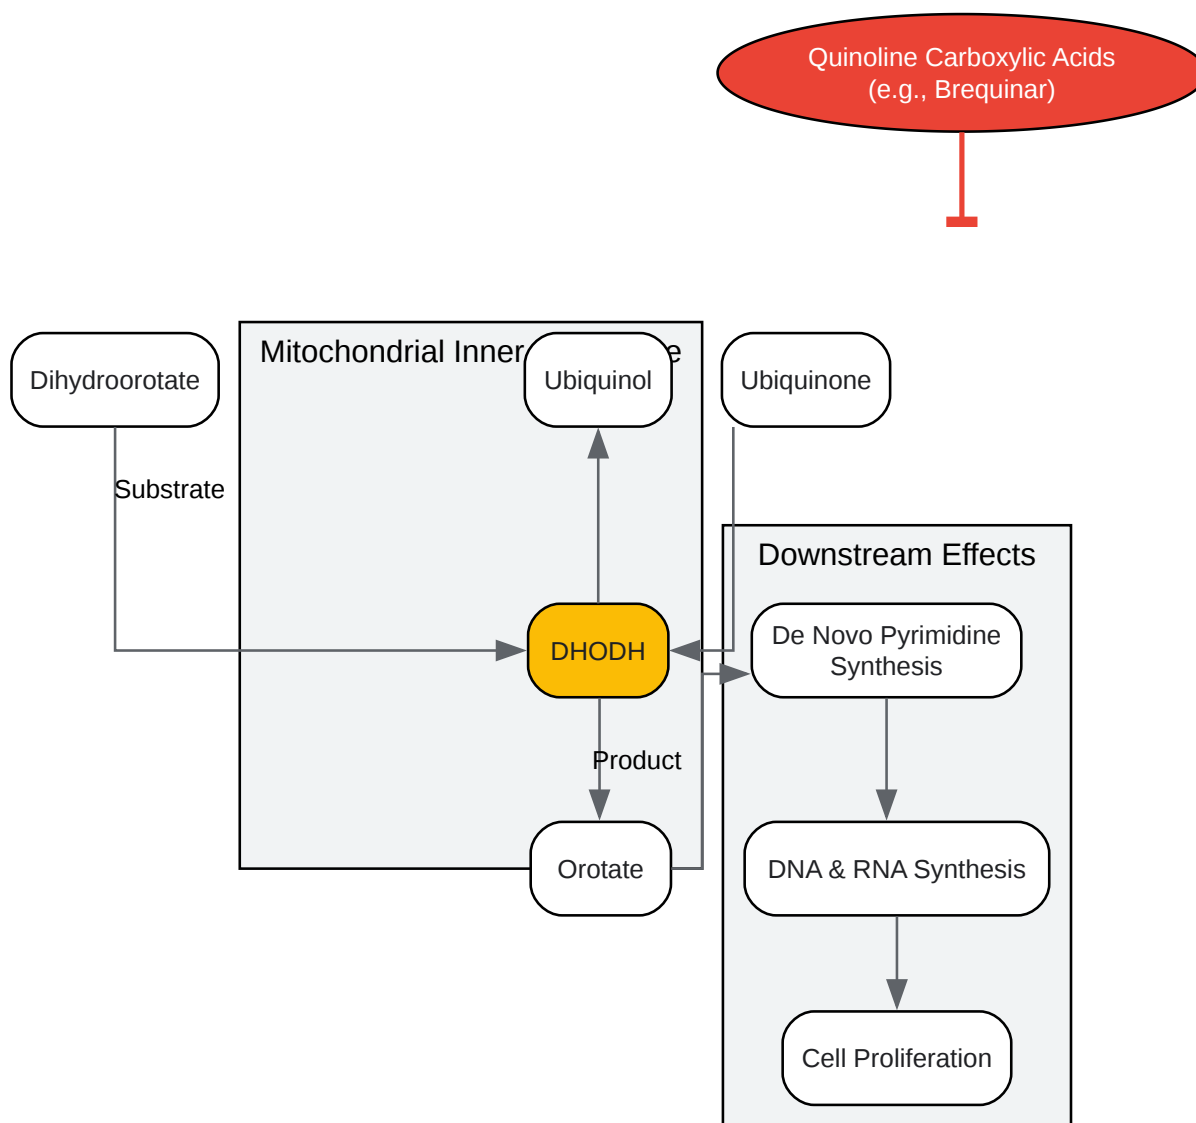 Quinoline Carboxylic Acids
(e.g., Brequinar)
Mitochondrial Inner
Dihydroorotate
Ubiquinol
Ubiquinone
Substrate
Downstream Effects
DHODH
De Novo Pyrimidine
Synthesis
Product
Orotate
DNA & RNA Synthesis
Cell Proliferation